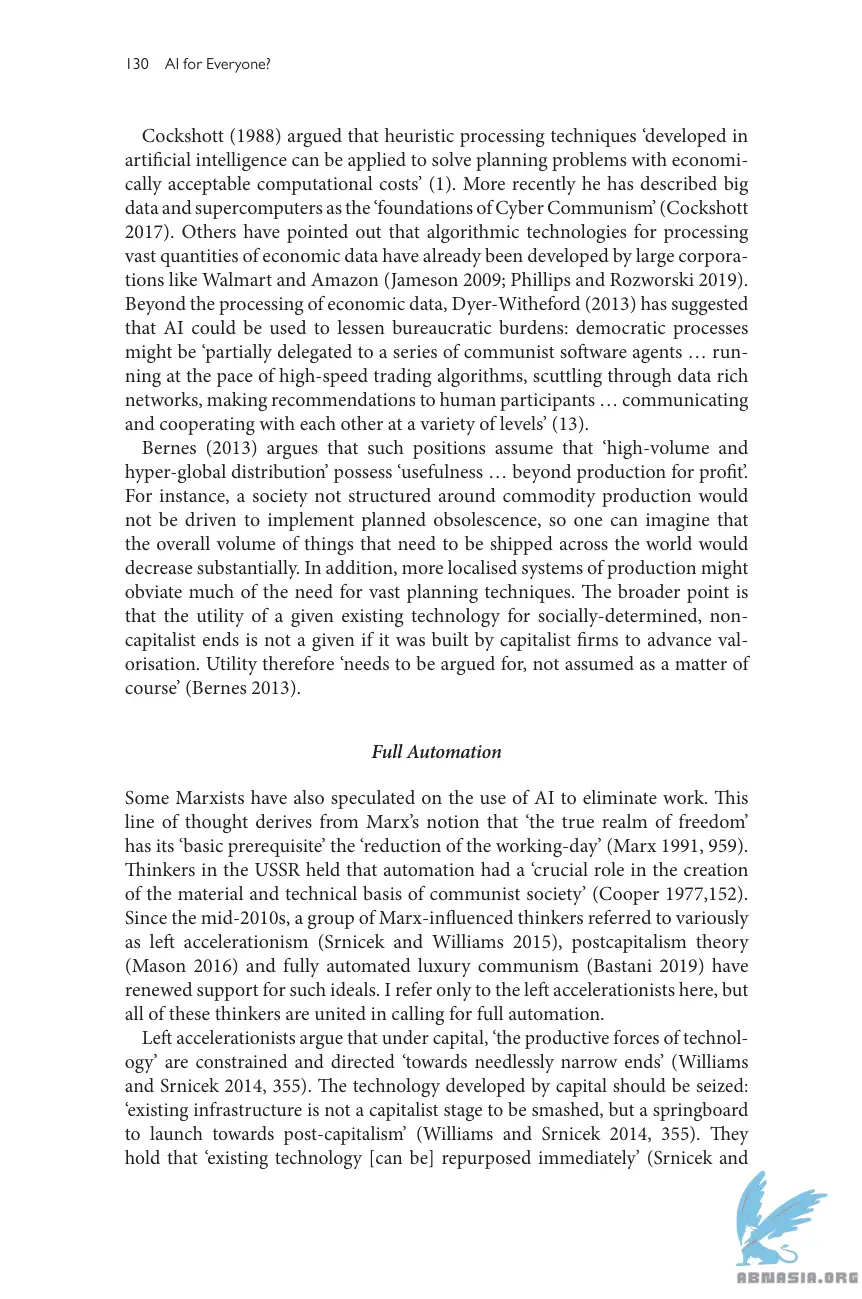 130 AI for Everyone?
Cockshott (1988) argued that heuristic processing techniques ‘developed in
artificial intelligence can be applied to solve planning problems with economi-
cally acceptable computational costs’ (1). More recently he has described big
data and supercomputers as the ‘foundations of Cyber Communism’ (Cockshott
2017). Others have pointed out that algorithmic technologies for processing
vast quantities of economic data have already been developed by large corpora-
tions like Walmart and Amazon (Jameson 2009; Phillips and Rozworski 2019).
Beyond the processing of economic data, Dyer-Witheford (2013) has suggested
that AI could be used to lessen bureaucratic burdens: democratic processes
might be ‘partially delegated to a series of communist software agents … run-
ning at the pace of high-speed trading algorithms, scuttling through data rich
networks, making recommendations to human participants … communicating
and cooperating with each other at a variety of levels’ (13).
Bernes (2013) argues that such positions assume that ‘high-volume and
hyper-global distribution’ possess ‘usefulness … beyond production for profit’.
For instance, a society not structured around commodity production would
not be driven to implement planned obsolescence, so one can imagine that
the overall volume of things that need to be shipped across the world would
decrease substantially. In addition, more localised systems of production might
obviate much of the need for vast planning techniques. The broader point is
that the utility of a given existing technology for socially-determined, non-
capitalist ends is not a given if it was built by capitalist firms to advance val-
orisation. Utility therefore ‘needs to be argued for, not assumed as a matter of
course’ (Bernes 2013).
Full Automation
Some Marxists have also speculated on the use of AI to eliminate work. This
line of thought derives from Marx’s notion that ‘the true realm of freedom’
has its ‘basic prerequisite’ the ‘reduction of the working-day’ (Marx 1991, 959).
Thinkers in the USSR held that automation had a ‘crucial role in the creation
of the material and technical basis of communist society’ (Cooper 1977,152).
Since the mid-2010s, a group of Marx-influenced thinkers referred to variously
as left accelerationism (Srnicek and Williams 2015), postcapitalism theory
(Mason 2016) and fully automated luxury communism (Bastani 2019) have
renewed support for such ideals. I refer only to the left accelerationists here, but
all of these thinkers are united in calling for full automation.
Left accelerationists argue that under capital, ‘the productive forces of technol-
ogy’ are constrained and directed ‘towards needlessly narrow ends’ (Williams
and Srnicek 2014, 355). The technology developed by capital should be seized:
‘existing infrastructure is not a capitalist stage to be smashed, but a springboard
to launch towards post-capitalism’ (Williams and Srnicek 2014, 355). They
hold that ‘existing technology [can be] repurposed immediately’ (Srnicek and
ABNASIA.ORG